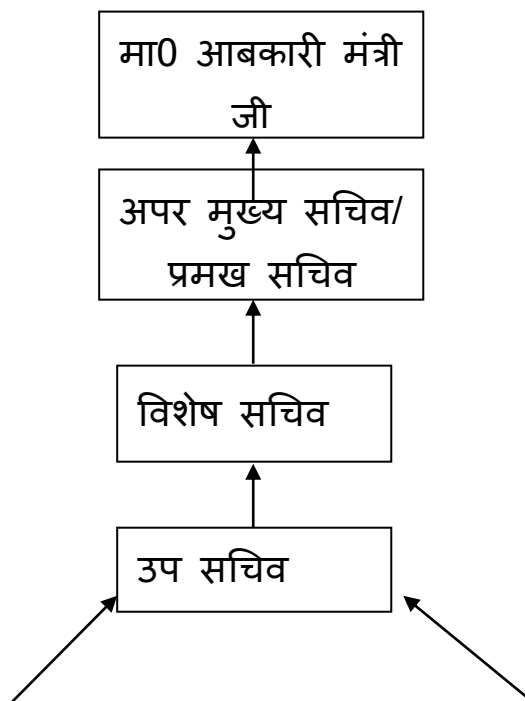 मा0 आबकारी मंत्री
जी
अपर मुख्य सचिव/
प्रमख सचिव
विशेष सचिव
उप सचिव